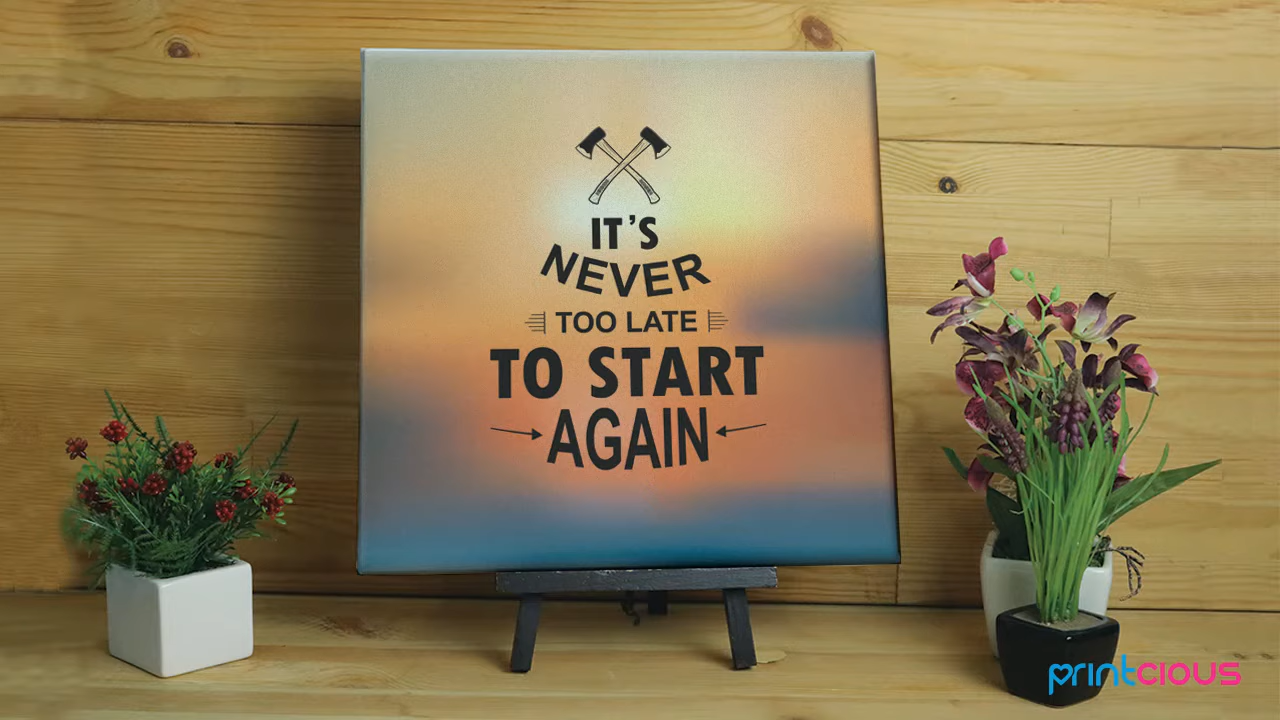 IT'S
NEVER
TOO LATE
TO START
AGAIN
printcious